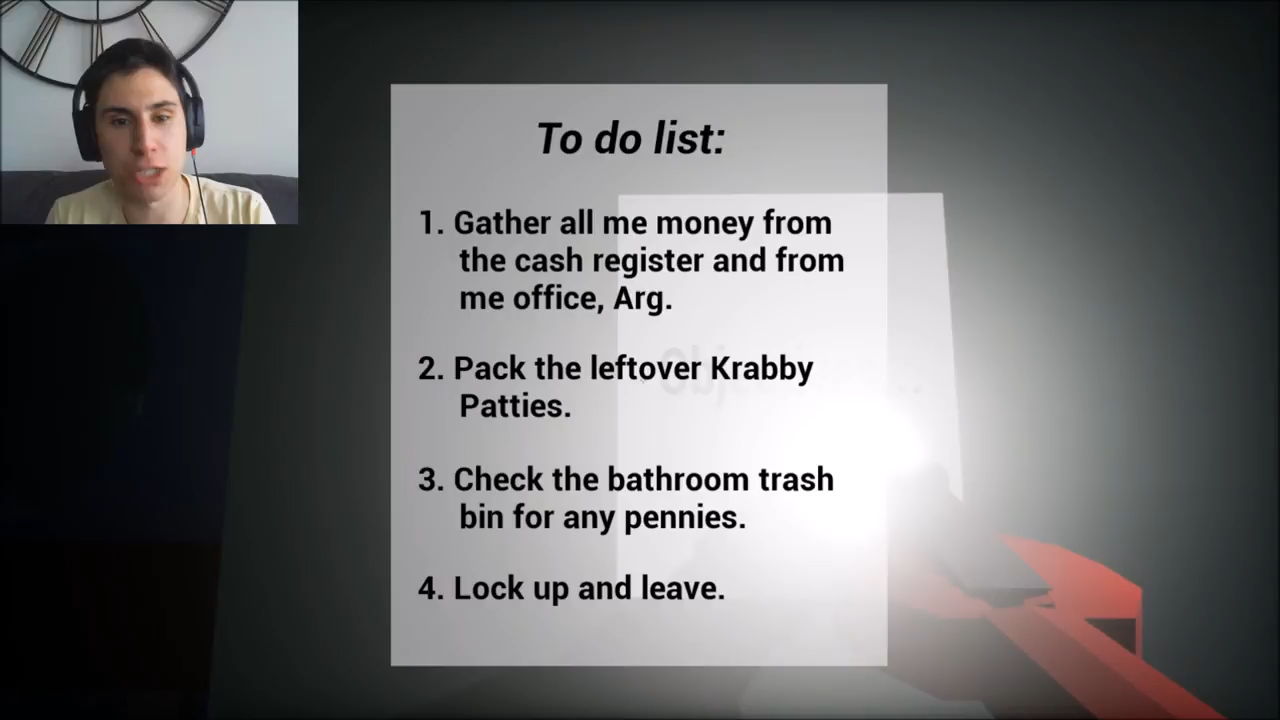 To do list:
1. Gather all me money from
the cash register and from
me office, Arg.
2. Pack the leftover Krabby
Patties.
3. Check the bathroom trash
bin for any pennies.
4. Lock up and leave.